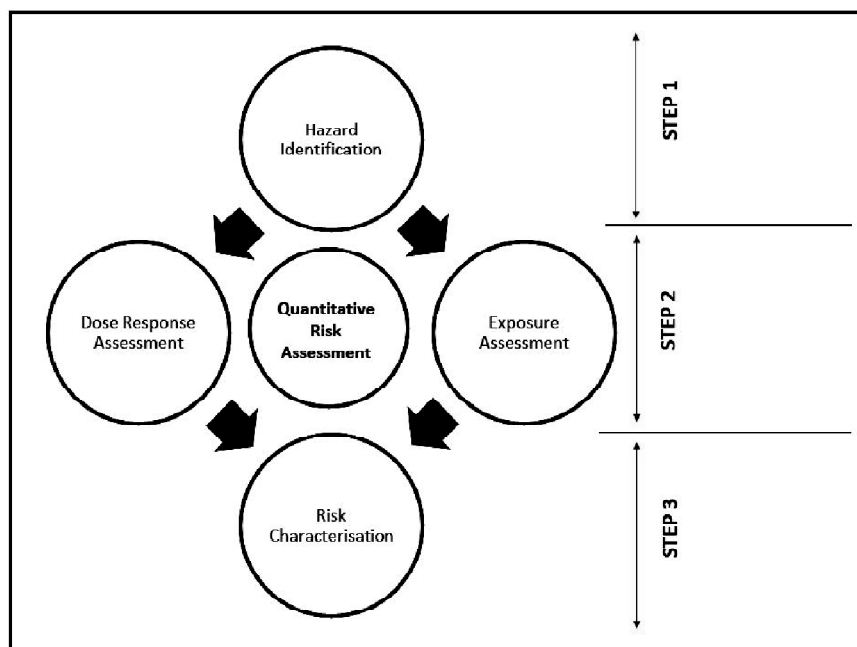 Hazard
Identification
STEP 1
Dose Response
Assessment
Quantitative
Risk
Assessment
Exposure
Assessment
STEP 2
Risk
Characterisation
STEP 3